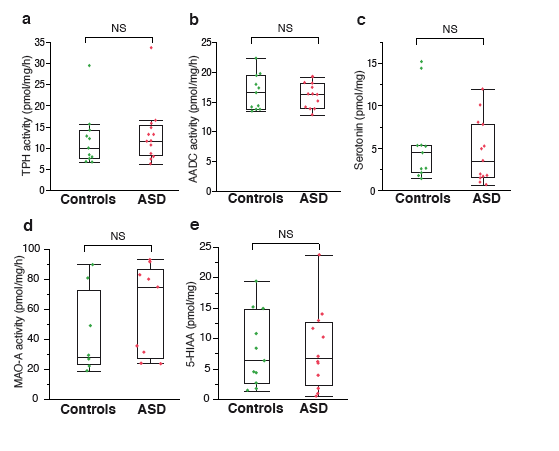 a
NS
TPH activity (pmol/mg/h)
35
30
25
20
15
10
5
0
Controls ASD
b
NS
AADC activity (pmol/mg/h)
25
20
15
10
5
0
Controls ASD
c
NS
Serotonin (pmol/mg)
15
10
5
0
Controls ASD
d
NS
MAO-A activity (pmol/mg/h)
100
80
60
40
20
0
Controls ASD
e
NS
5-HIAA (pmol/mg/h)
25
20
15
10
5
0
Controls ASD